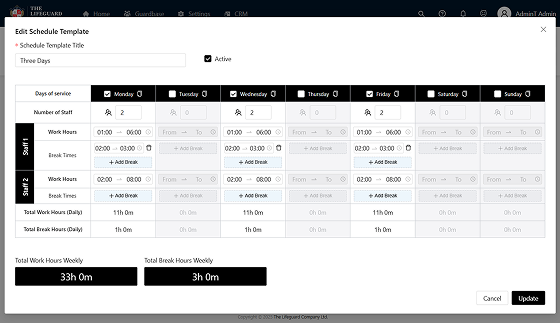 THE LIFEGUARD
Home
Guardbase
Settings
CRM
AdminT Admin
Edit Schedule Template
* Schedule Template Title
Three Days
Active
Days of service Monday Tuesday Wednesday Thursday Friday Saturday Sunday
Number of Staff 2 0 2 0 2 0 0
Staff 1
Work Hours 01:00 → 06:00 From → To 01:00 → 06:00 From → To 01:00 → 06:00 From → To From → To
Break Times 02:00 → 03:00 + Add Break 02:00 → 03:00 + Add Break 02:00 → 03:00 + Add Break + Add Break
+ Add Break + Add Break + Add Break
Staff 2
Work Hours 02:00 → 08:00 From → To 02:00 → 08:00 From → To 02:00 → 08:00 From → To From → To
Break Times + Add Break + Add Break + Add Break + Add Break + Add Break + Add Break + Add Break
Total Work Hours (Daily) 11h 0m 0h 0m 11h 0m 0h 0m 11h 0m 0h 0m 0h 0m
Total Break Hours (Daily) 1h 0m 0h 0m 1h 0m 0h 0m 1h 0m 0h 0m 0h 0m
Total Work Hours Weekly Total Break Hours Weekly
33h 0m 3h 0m
Cancel Update
The Lifeguard Company Ltd.